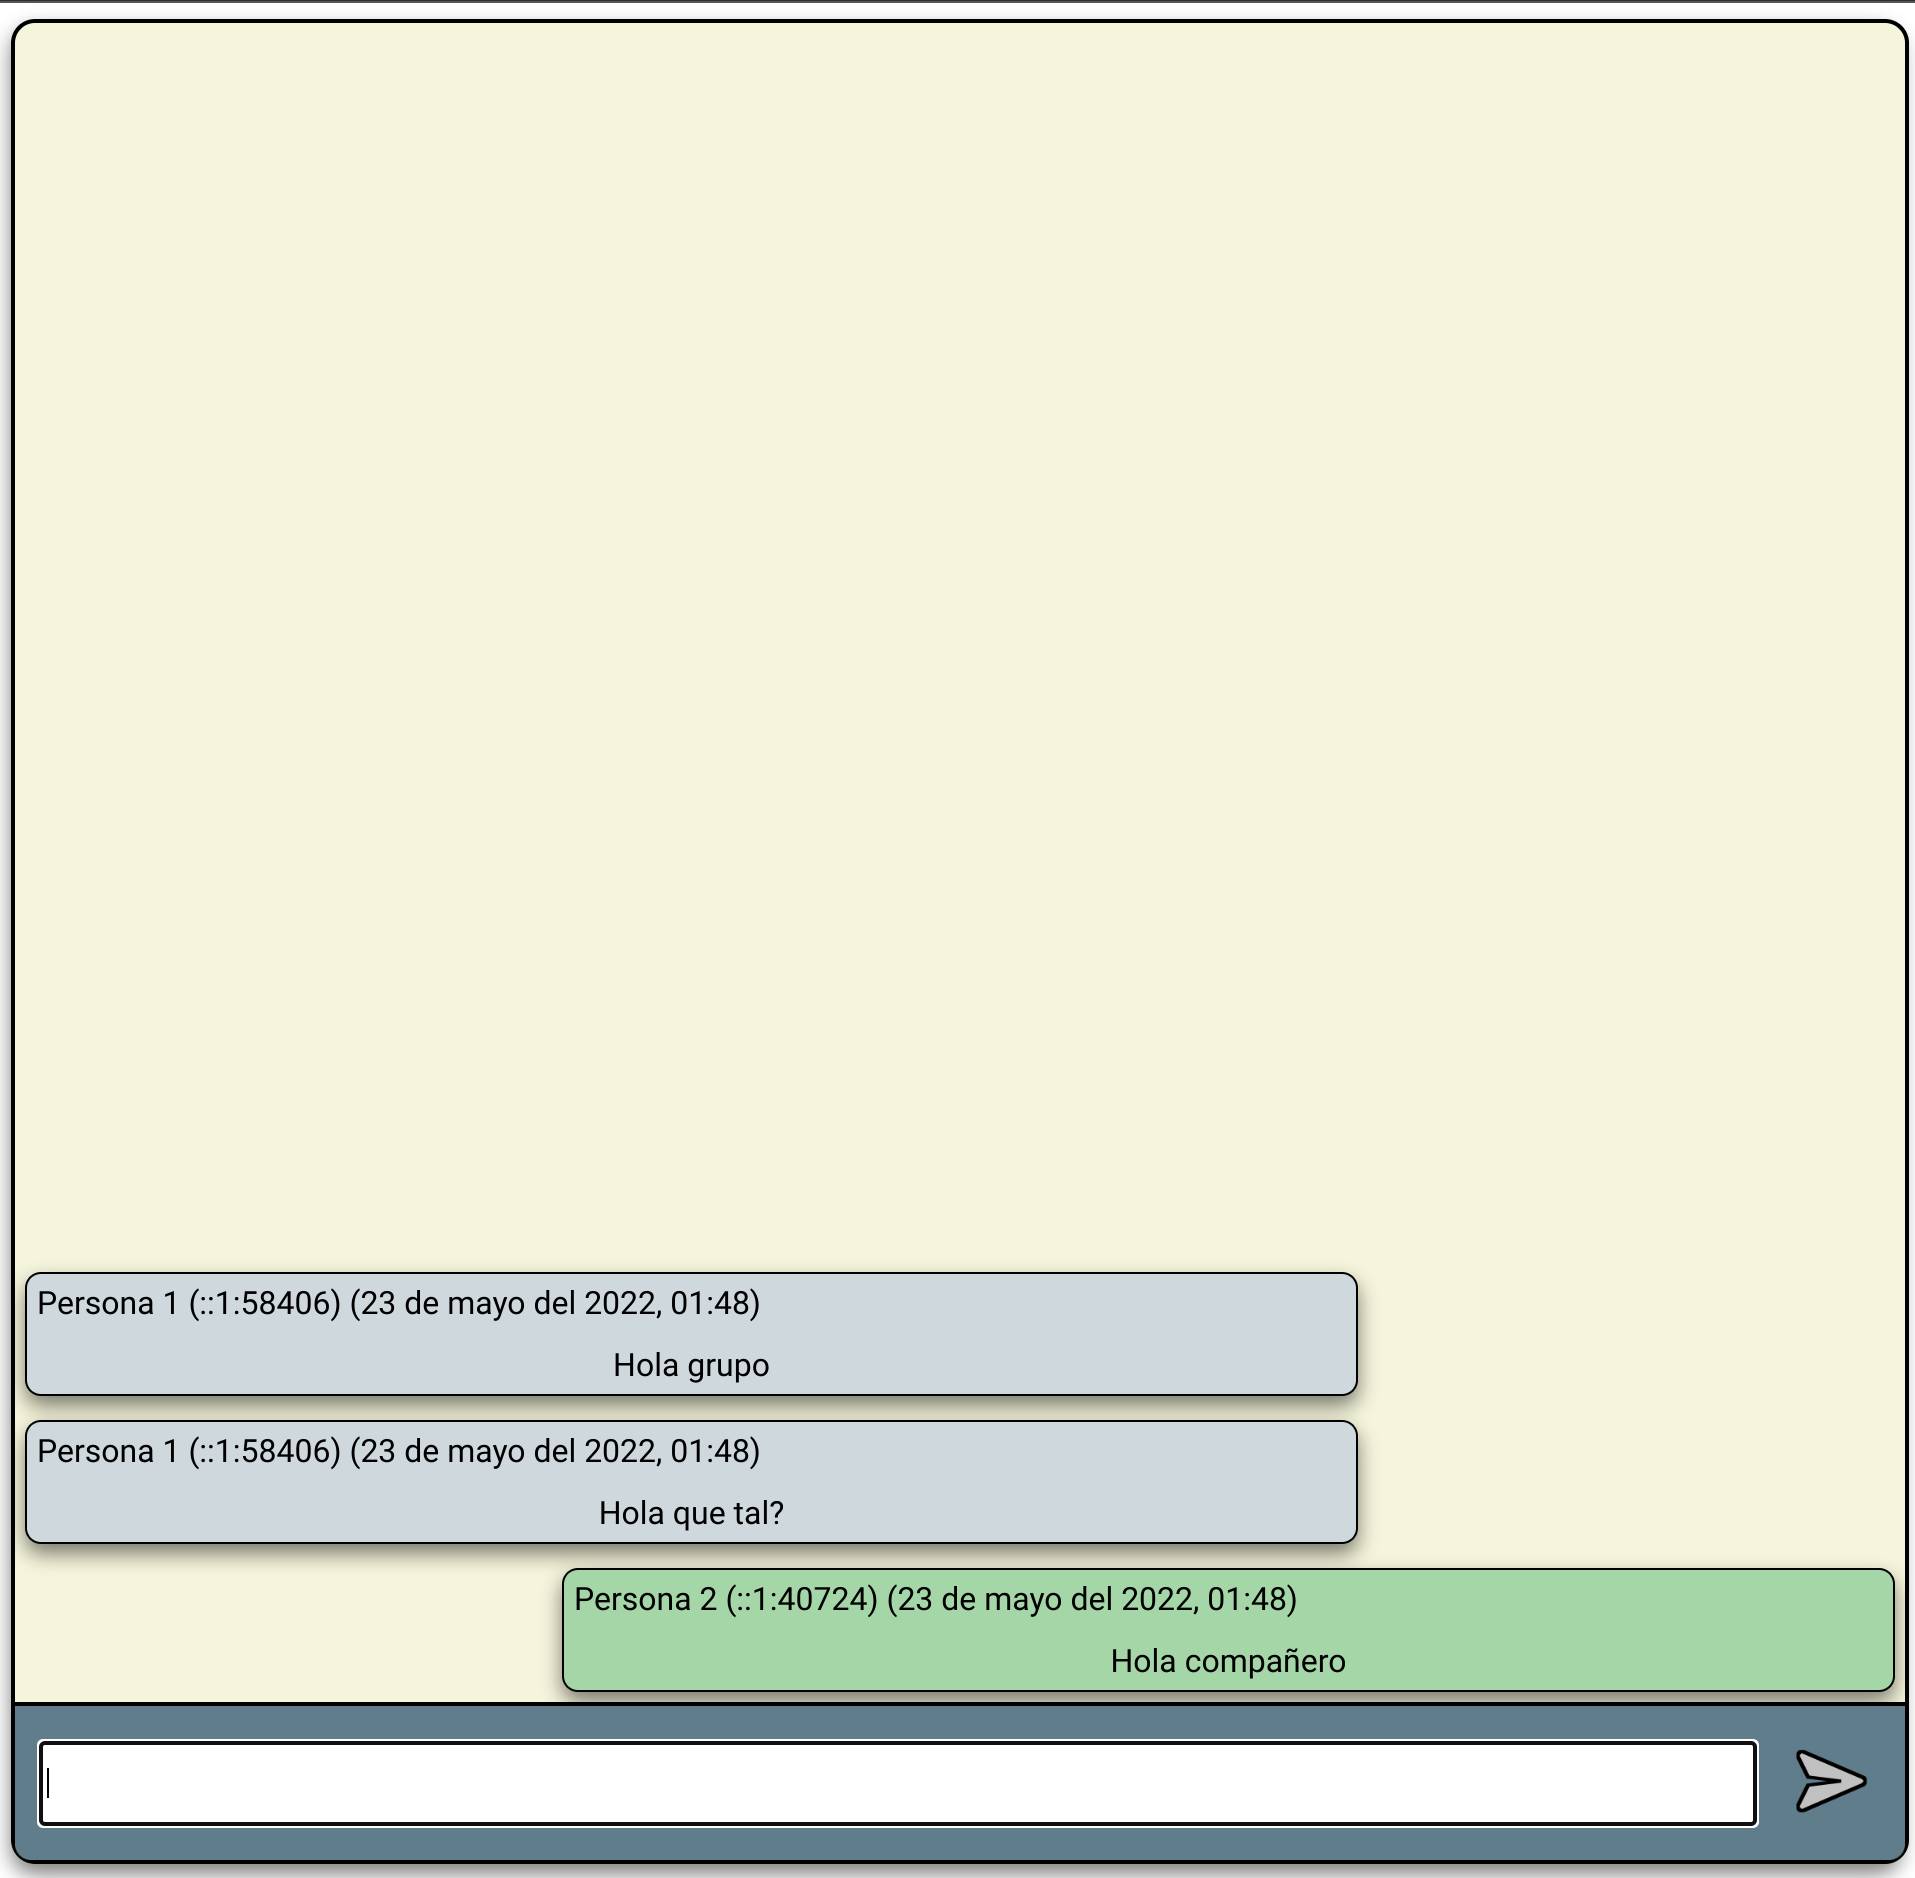 Persona 1 (::1:58406) (23 de mayo del 2022, 01:48)
Hola grupo
Persona 1 (::1:58406) (23 de mayo del 2022, 01:48)
Hola que tal?
Persona 2 (::1:40724) (23 de mayo del 2022, 01:48)
Hola compañero